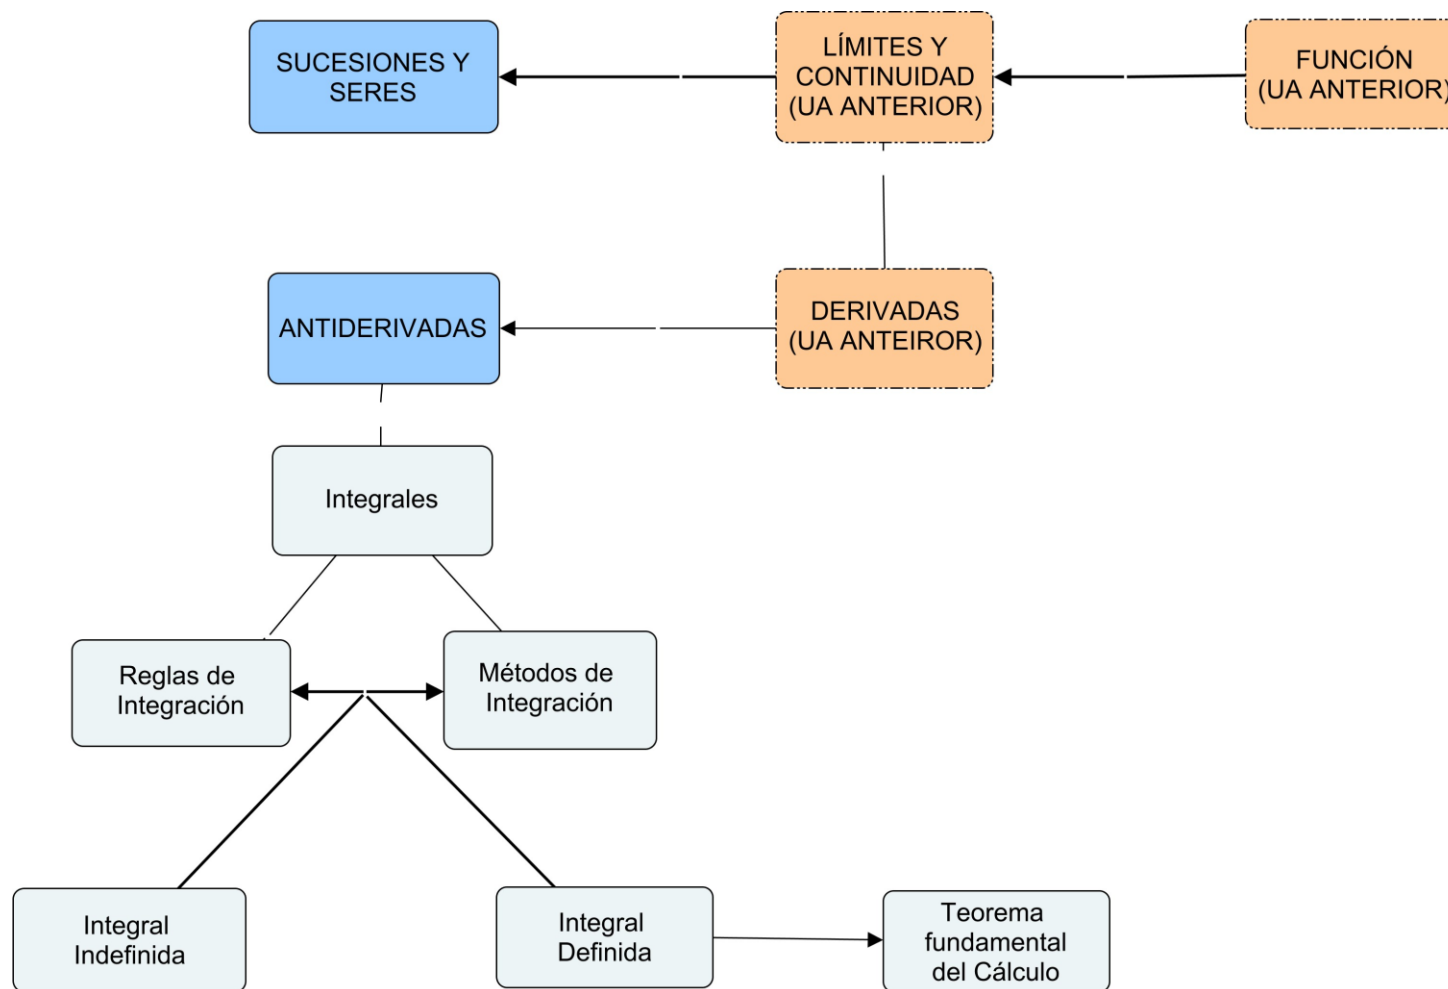 SUCESIONES Y
SERES
LÍMITES Y
CONTINUIDAD
(UA ANTERIOR)
FUNCIÓN
(UA ANTERIOR)
ANTIDERIVADAS
DERIVADAS
(UA ANTEIROR)
Integrales
Reglas de
Integración
Métodos de
Integración
Integral
Indefinida
Integral
Definida
Teorema
fundamental
del Cálculo